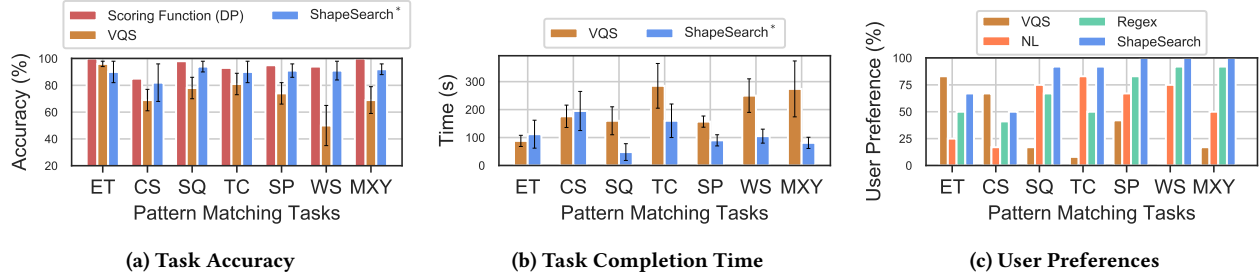 Scoring Function (DP)
VQS
ShapeSearch*
Accuracy (%)
100
80
60
40
20
ET CS SQ TC SP WS MXY
Pattern Matching Tasks
(a) Task Accuracy
VQS
ShapeSearch*
Time (s)
300
200
100
0
ET CS SQ TC SP WS MXY
Pattern Matching Tasks
(b) Task Completion Time
VQS
NL
Regex
ShapeSearch
User Preference (%)
100
75
50
25
0
ET CS SQ TC SP WS MXY
Pattern Matching Tasks
(c) User Preferences